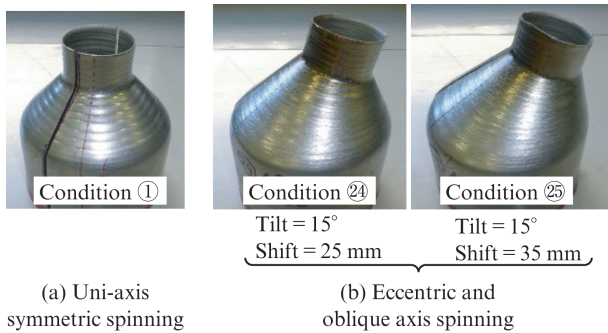 Condition ①
Condition ㉔
Condition ㉕
Tilt = 15°
Shift = 25 mm
Tilt = 15°
Shift = 35 mm
(a) Uni-axis
symmetric spinning
(b) Eccentric and
oblique axis spinning